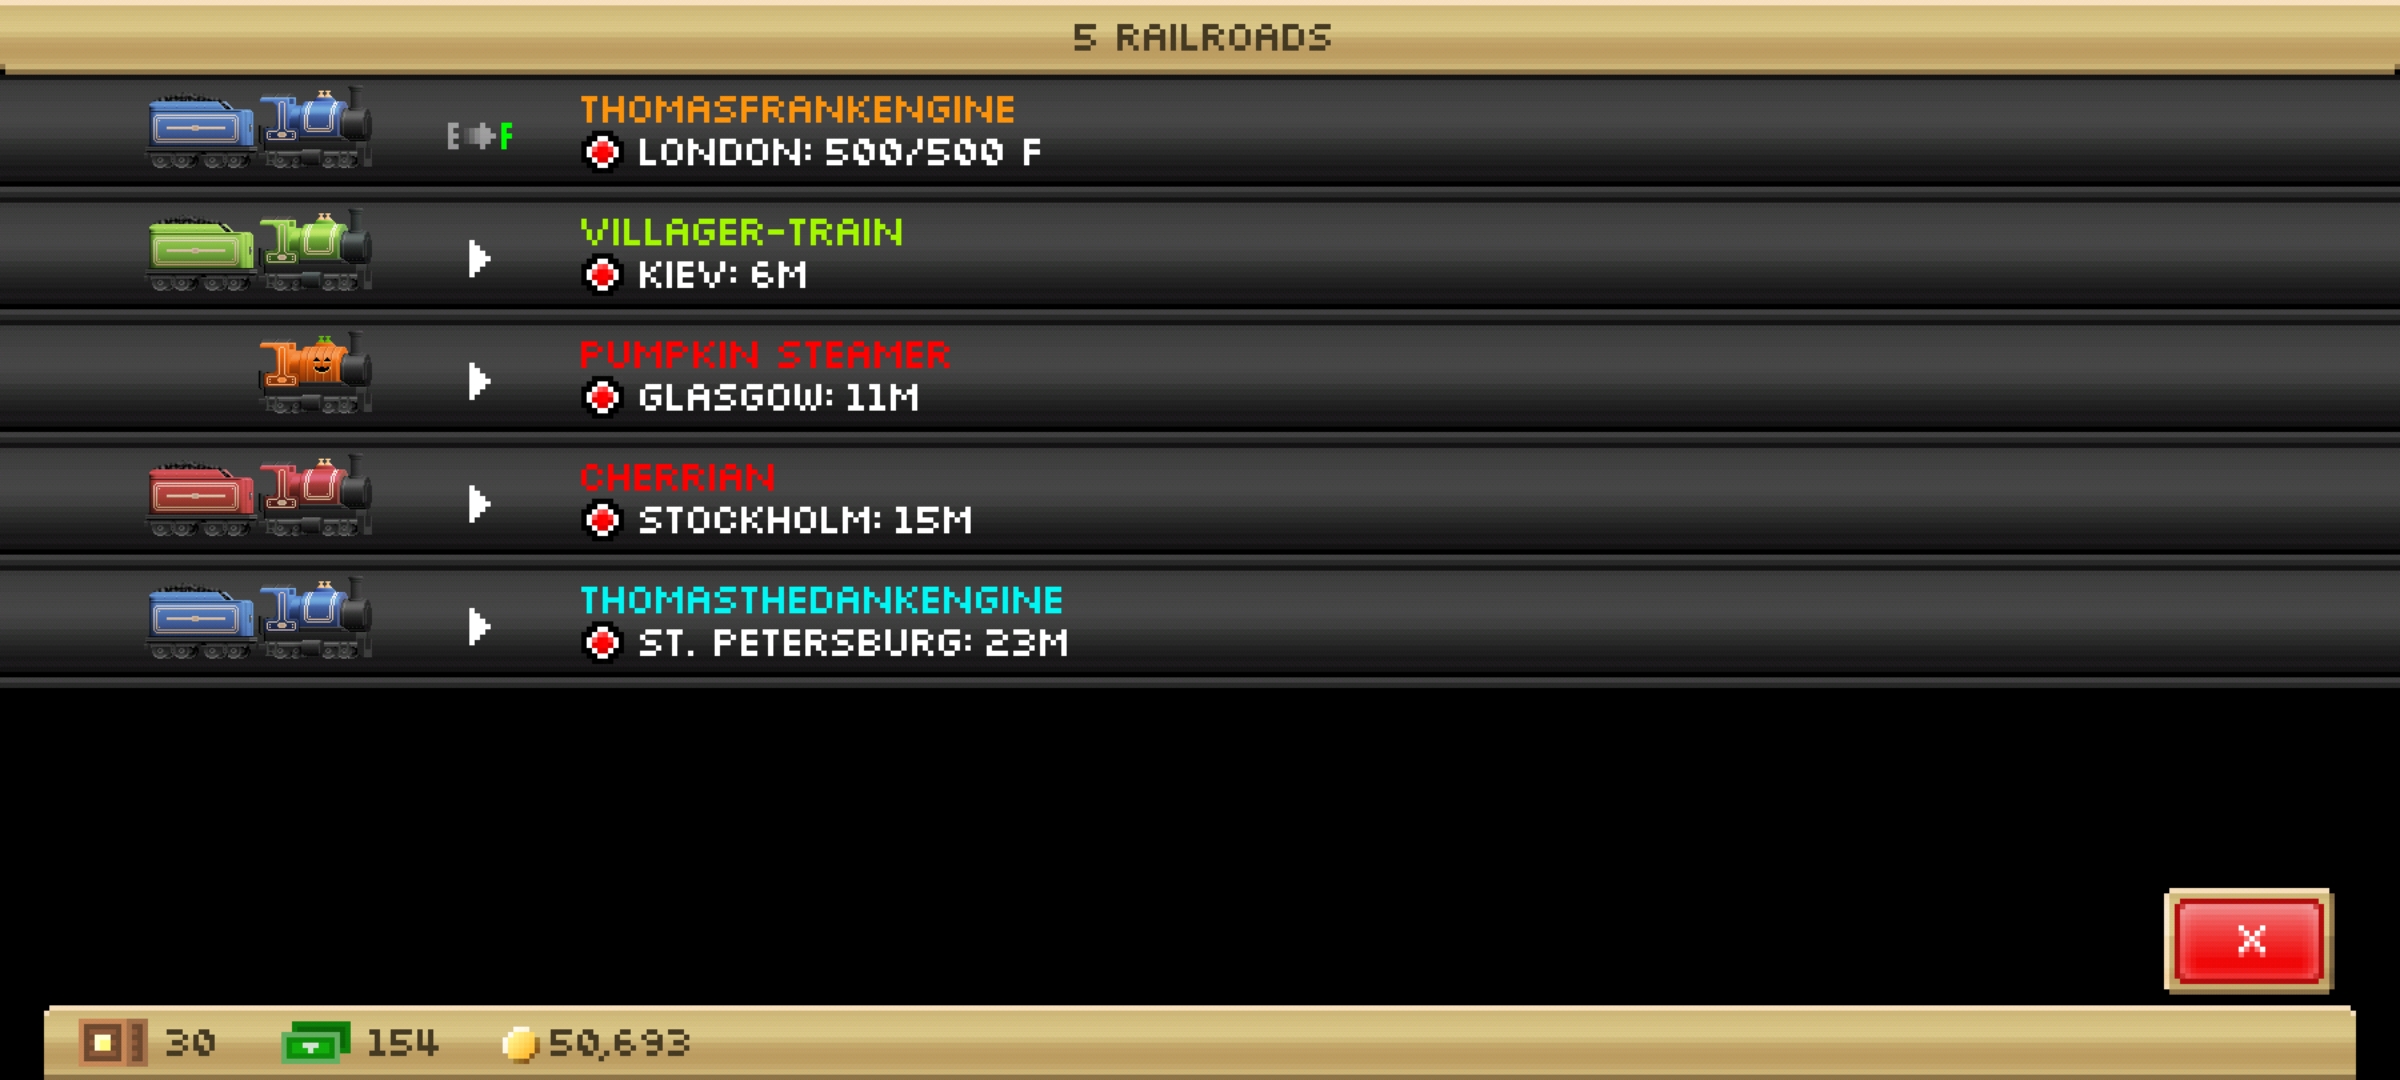 5 RAILROADS
THOMASFRANKENGINE
E F
LONDON: 500/500 F
VILLAGER-TRAIN
KIEV: 6M
PUMPKIN STEAMER
GLASGOW: 11M
CHERRIAN
STOCKHOLM: 15M
THOMASTHEDANKENGINE
ST. PETERSBURG: 23M
X
30 154 50,693